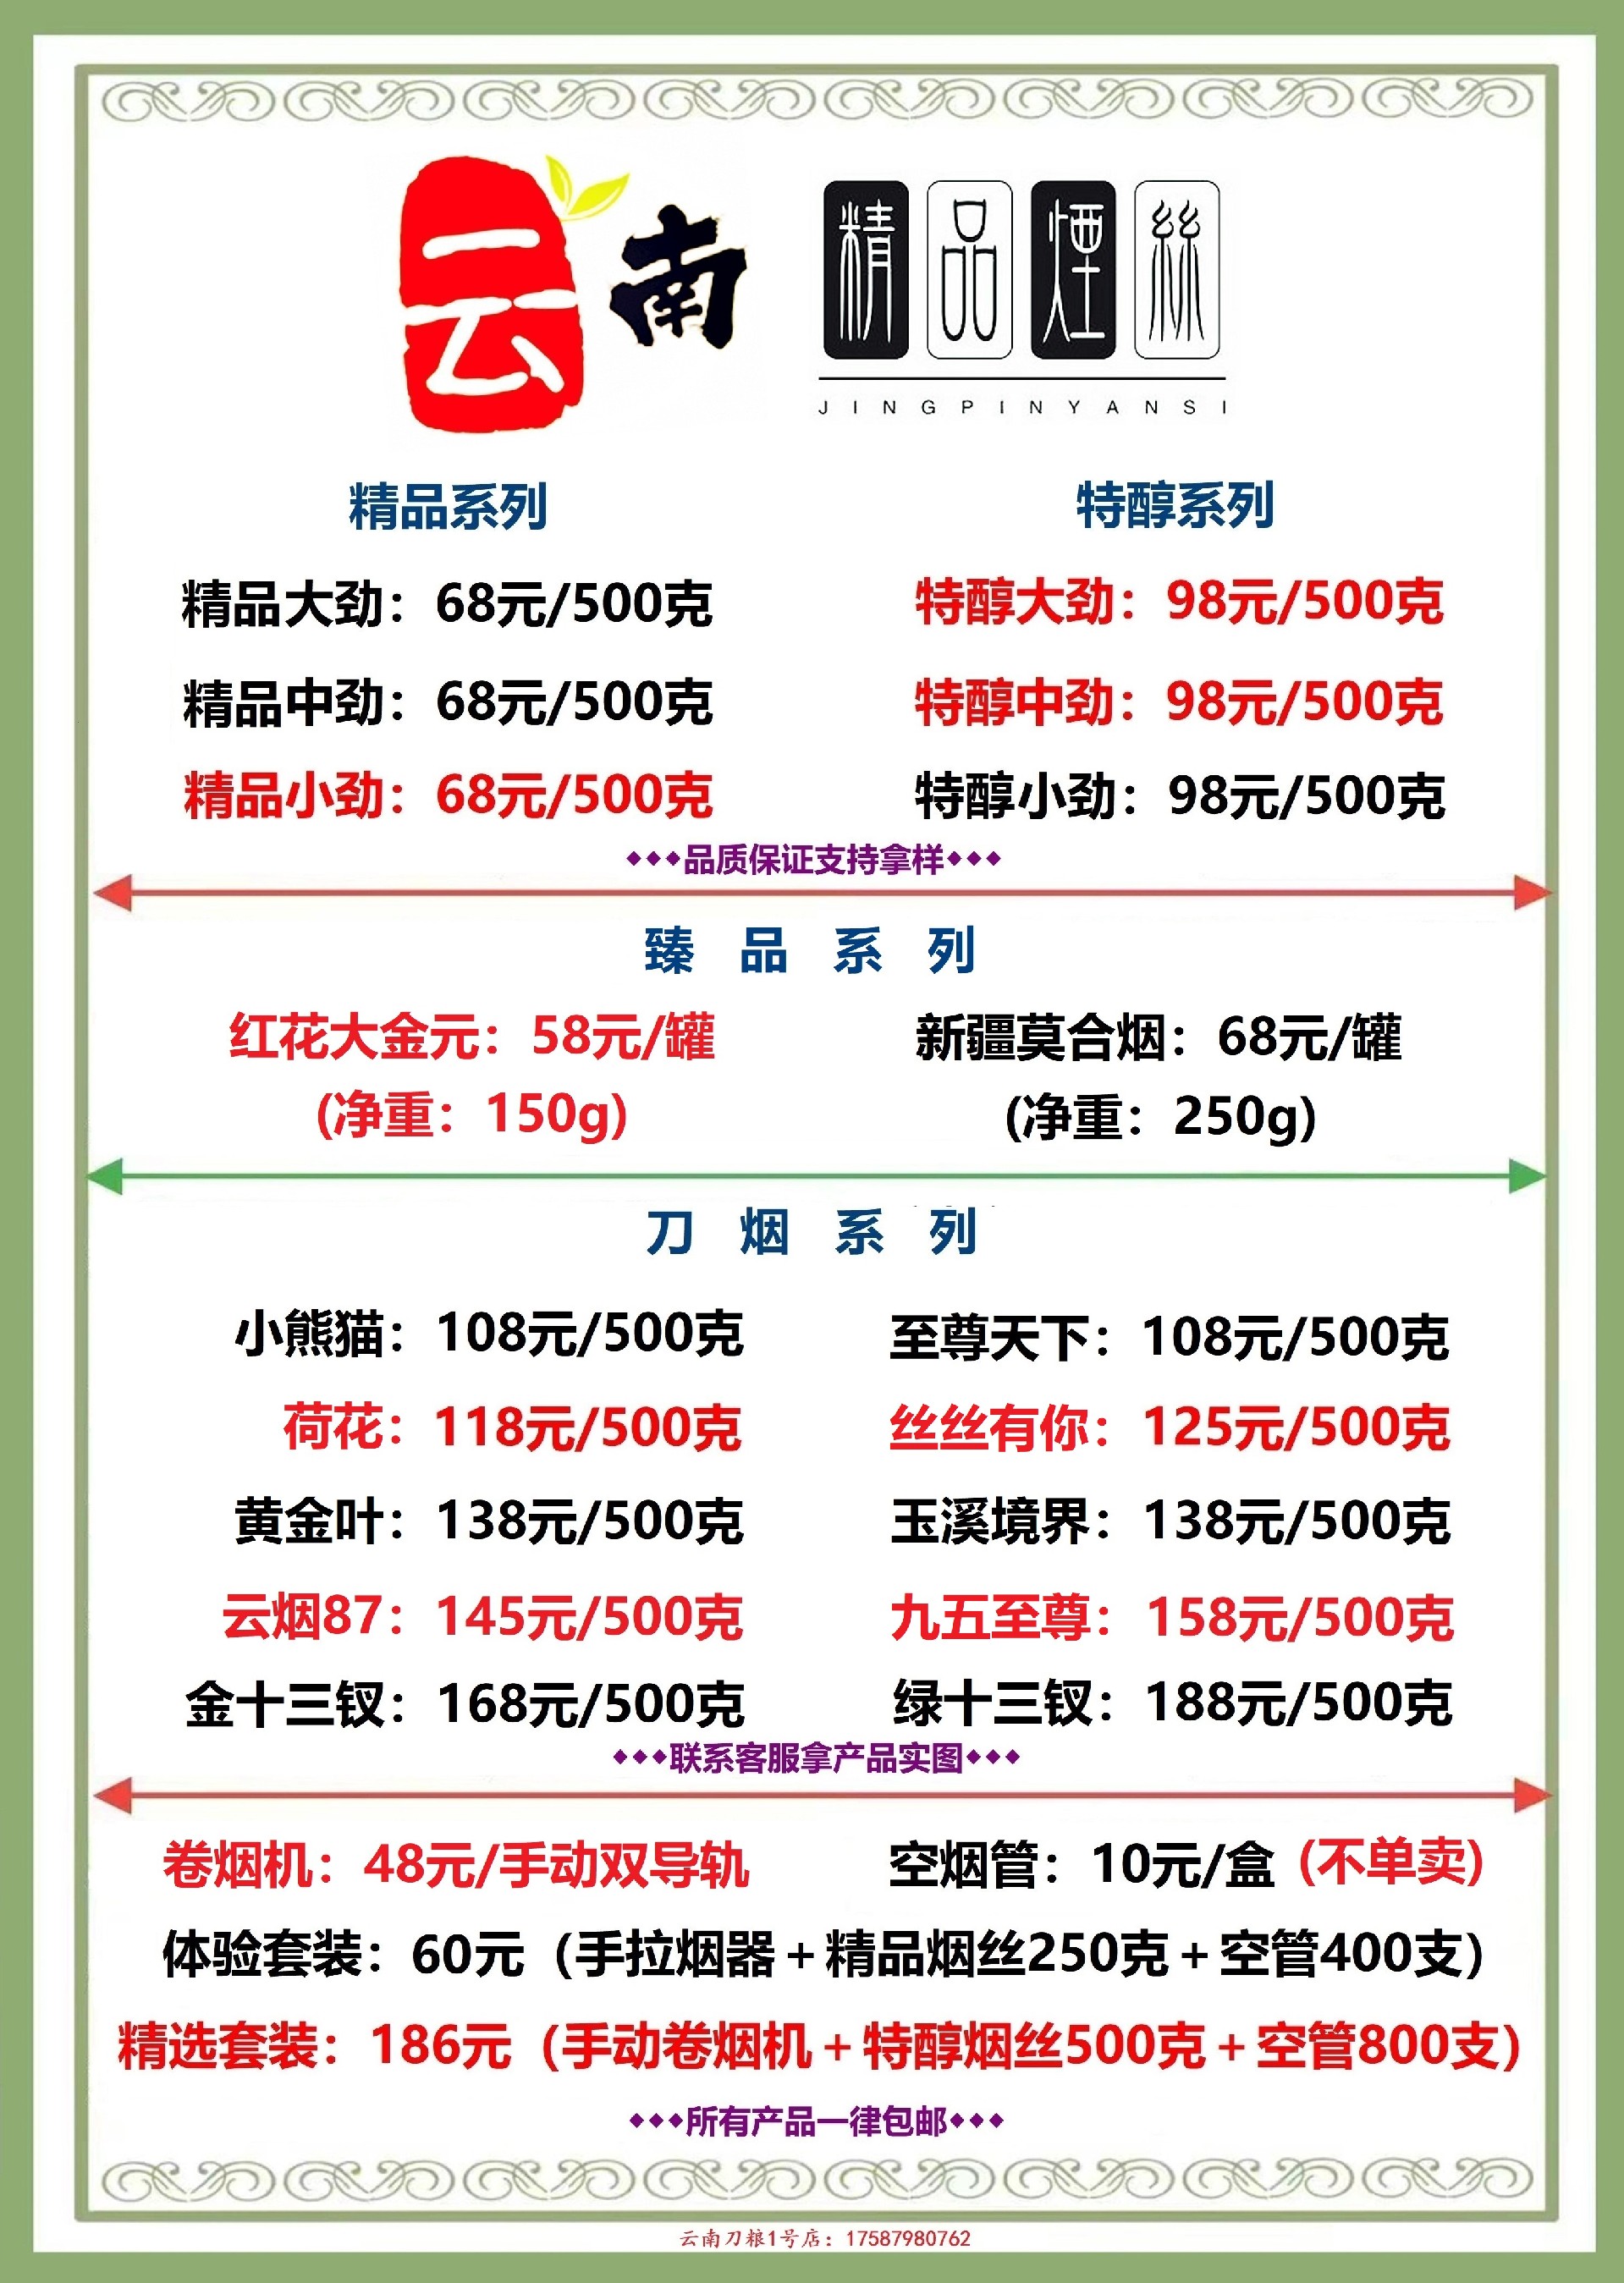 云南 精品煙絲
JINGPINYANSI
精品系列 特醇系列
精品大劲：68元/500克 特醇大劲：98元/500克
精品中劲：68元/500克 特醇中劲：98元/500克
精品小劲：68元/500克 特醇小劲：98元/500克
◆◆◆品质保证支持拿样◆◆◆
臻品系列
红花大金元：58元/罐 新疆莫合烟：68元/罐
(净重：150g) (净重：250g)
刀烟系列
小熊猫：108元/500克 至尊天下：108元/500克
荷花：118元/500克 丝丝有你：125元/500克
黄金叶：138元/500克 玉溪境界：138元/500克
云烟87：145元/500克 九五至尊：158元/500克
金十三钗：168元/500克 绿十三钗：188元/500克
◆◆◆联系客服拿产品实图◆◆◆
卷烟机：48元/手动双导轨 空烟管：10元/盒（不单卖）
体验套装：60元（手拉烟器＋精品烟丝250克＋空管400支）
精选套装：186元（手动卷烟机＋特醇烟丝500克＋空管800支）
◆◆◆所有产品一律包邮◆◆◆
云南刀粮1号店：17587980762